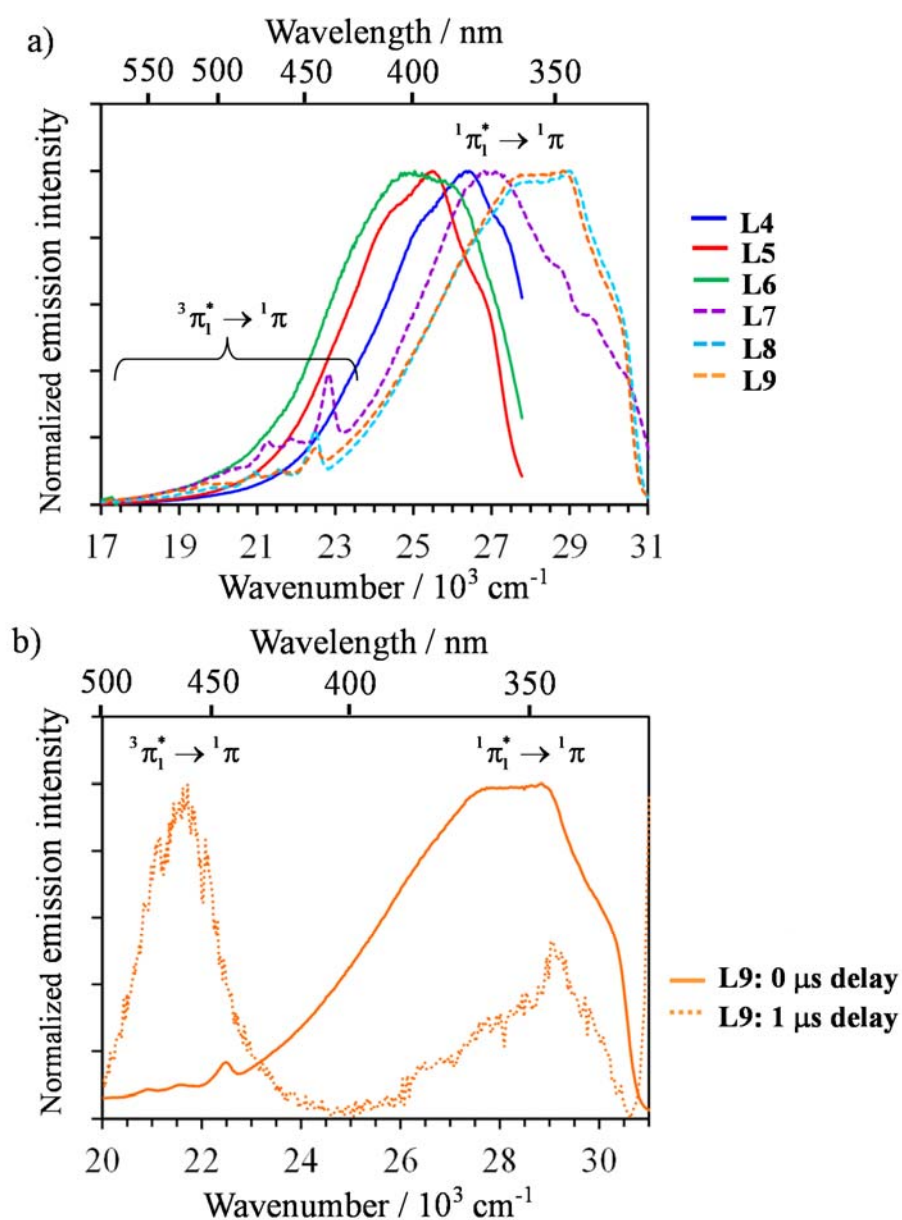 a)
Wavelength / nm
550 500 450 400 350
Normalized emission intensity
¹π₁* → ¹π
³π₁* → ¹π
L4
L5
L6
L7
L8
L9
17 19 21 23 25 27 29 31
Wavenumber / 10³ cm⁻¹
b)
Wavelength / nm
500 450 400 350
Normalized emission intensity
³π₁* → ¹π ¹π₁* → ¹π
L9: 0 μs delay
L9: 1 μs delay
20 22 24 26 28 30
Wavenumber / 10³ cm⁻¹